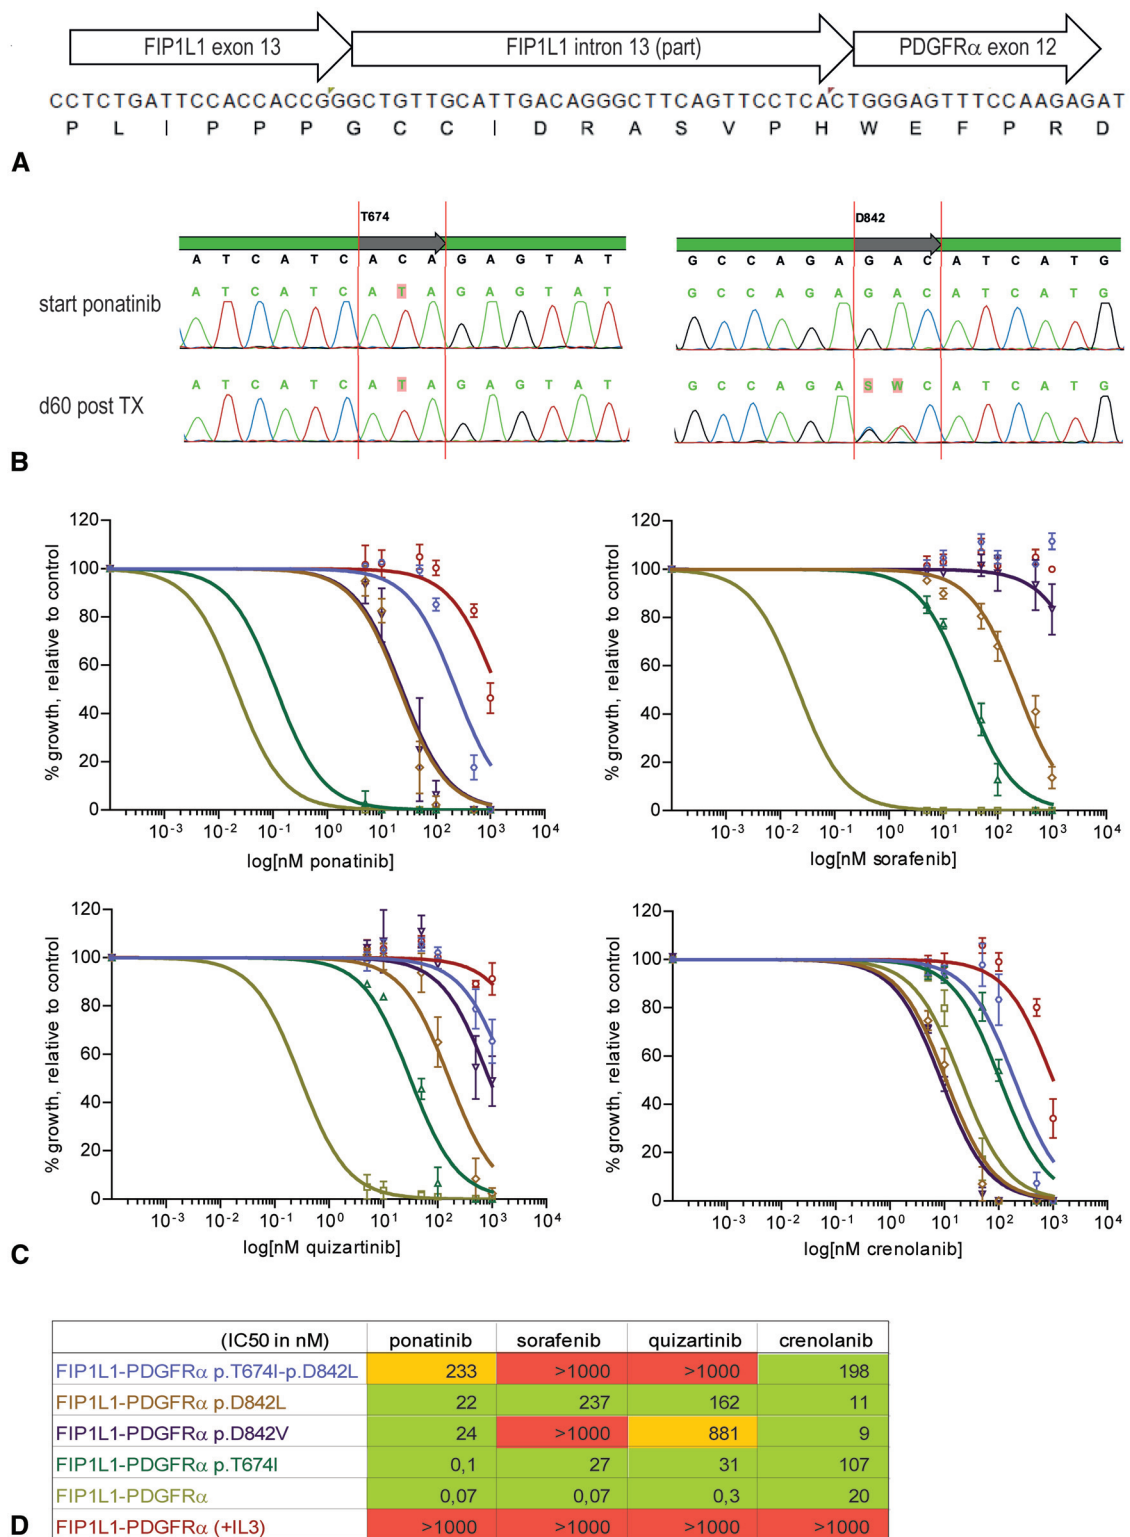 FIP1L1 exon 13 FIP1L1 intron 13 (part) PDGFRα exon 12
CCTCTGATTCCACCACCGGGCTGTTGCATTGACAGGGCTTCAGTTCCTCACTGGGAGTTTCCAAGAGAT
P L I P P P G C C I D R A S V P H W E F P R D
A
T674 D842
A T C A T C A C A G A G T A T G C C A G A G A C A T C A T G
start ponatinib A T C A T C A T A G A G T A T G C C A G A G A C A T C A T G
d60 post TX A T C A T C A T A G A G T A T G C C A G A S W C A T C A T G
B
120 100 80 60 40 20 0
% growth, relative to control
10-3 10-2 10-1 100 101 102 103 104
log[nM ponatinib]
120 100 80 60 40 20 0
% growth, relative to control
10-3 10-2 10-1 100 101 102 103 104
log[nM sorafenib]
120 100 80 60 40 20 0
% growth, relative to control
10-3 10-2 10-1 100 101 102 103 104
log[nM quizartinib]
120 100 80 60 40 20 0
% growth, relative to control
10-3 10-2 10-1 100 101 102 103 104
log[nM crenolanib]
C
(IC50 in nM) ponatinib sorafenib quizartinib crenolanib
FIP1L1-PDGFRα p.T674I-p.D842L 233 >1000 >1000 198
FIP1L1-PDGFRα p.D842L 22 237 162 11
FIP1L1-PDGFRα p.D842V 24 >1000 881 9
FIP1L1-PDGFRα p.T674I 0,1 27 31 107
FIP1L1-PDGFRα 0,07 0,07 0,3 20
FIP1L1-PDGFRα (+IL3) >1000 >1000 >1000 >1000
D